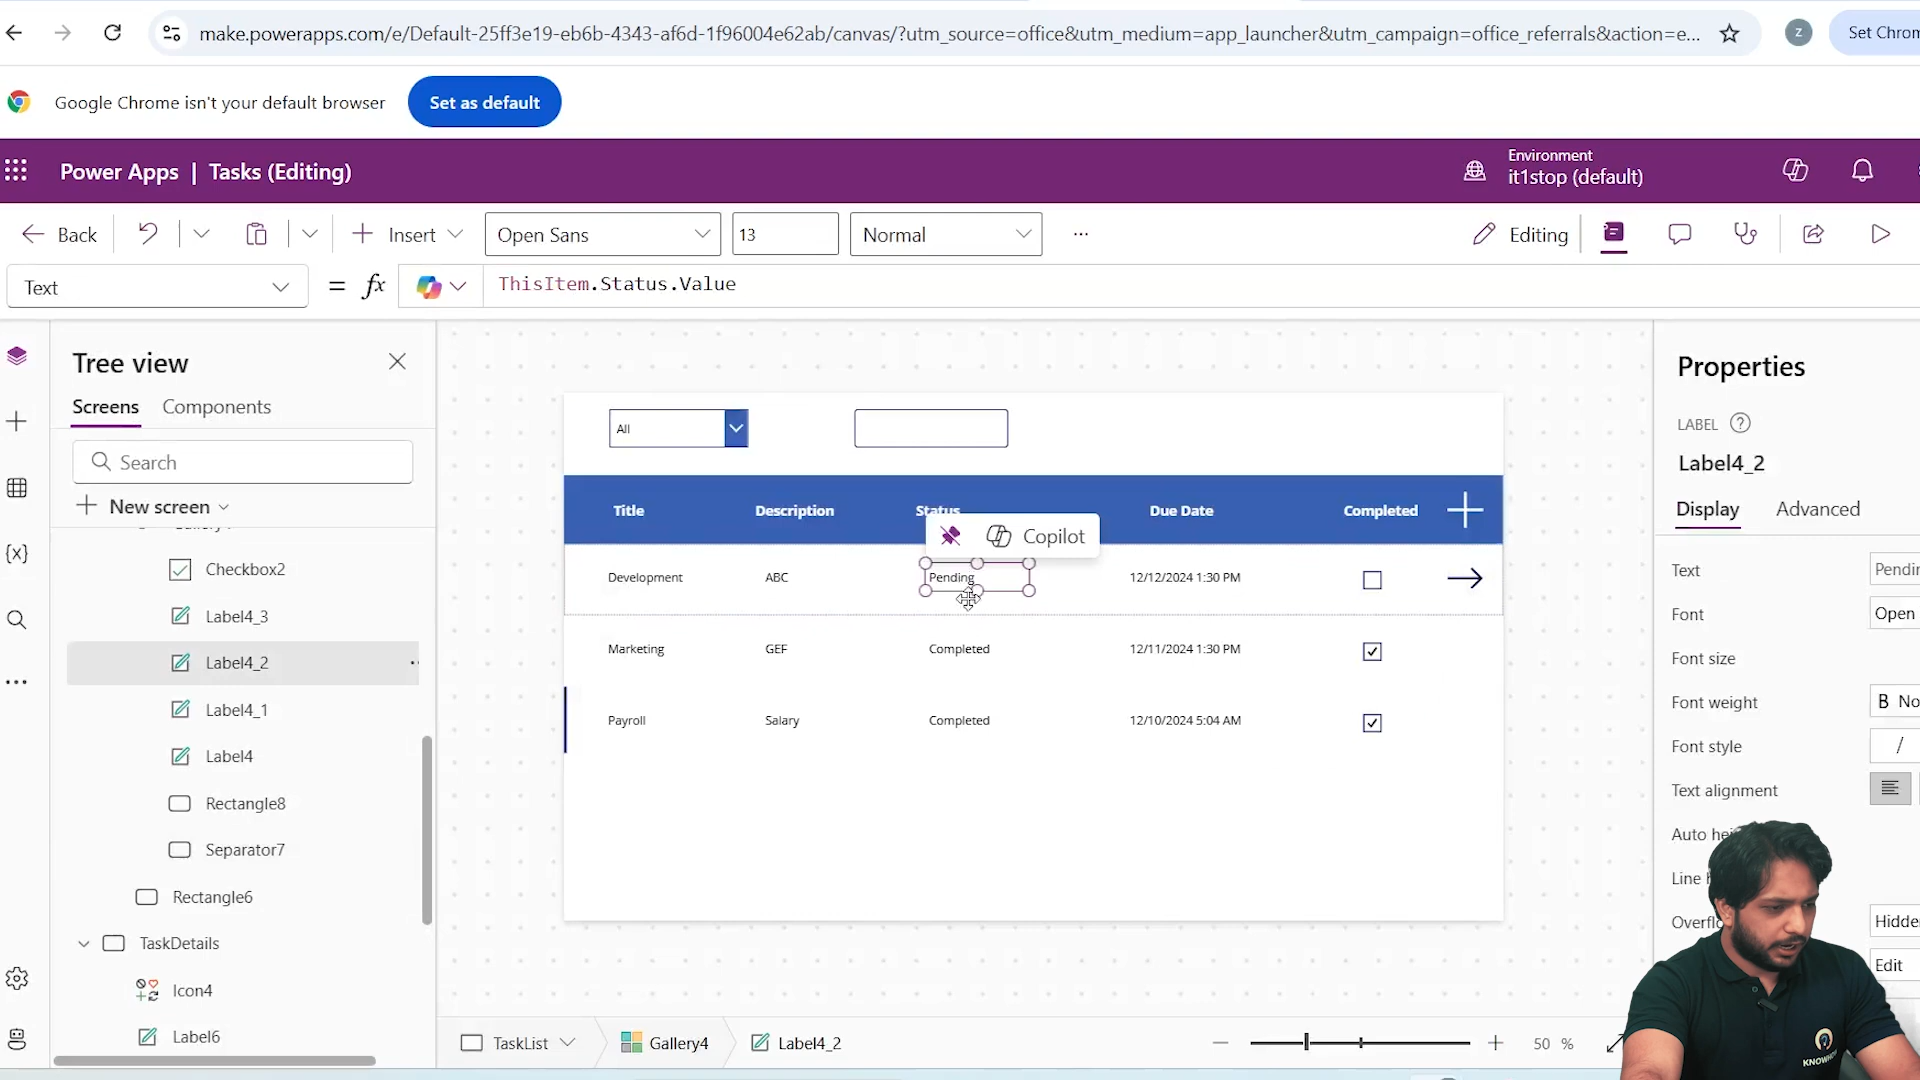 make.powerapps.com/e/Default-25ff3e19-eb6b-4343-af6d-1f96004e62ab/canvas/?utm_source=office&utm_medium=app_launcher&utm_campaign=office_referrals&action=e...
Z
Set Chrom
Google Chrome isn't your default browser
Set as default
Power Apps | Tasks (Editing)
Environment
it1stop (default)
Back
Insert
Open Sans
13
Normal
...
Editing
Text
= fx
ThisItem.Status.Value
Tree view
Screens
Components
Search
New screen
Checkbox2
Label4_3
Label4_2
Label4_1
Label4
Rectangle8
Separator7
Rectangle6
TaskDetails
Icon4
Label6
All
Title
Description
Status
Due Date
Completed
Copilot
Development
ABC
Pending
12/12/2024 1:30 PM
Marketing
GEF
Completed
12/11/2024 1:30 PM
Payroll
Salary
Completed
12/10/2024 5:04 AM
TaskList
Gallery4
Label4_2
50 %
Properties
LABEL
Label4_2
Display
Advanced
Text
Pendin
Font
Open
Font size
Font weight
B No
Font style
/
Text alignment
Auto hei
Line h
Overflo
Hidde
Edit